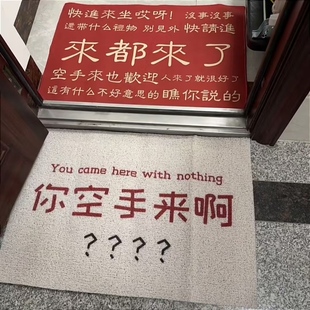 快進來坐哎呀！ 沒事沒事
還带什么禮物 別見外 快請進
來都來了
空手來也歡迎 人來了就很好了
這有什么不好意思的 瞧你說的
You came here with nothing
你空手来啊
????